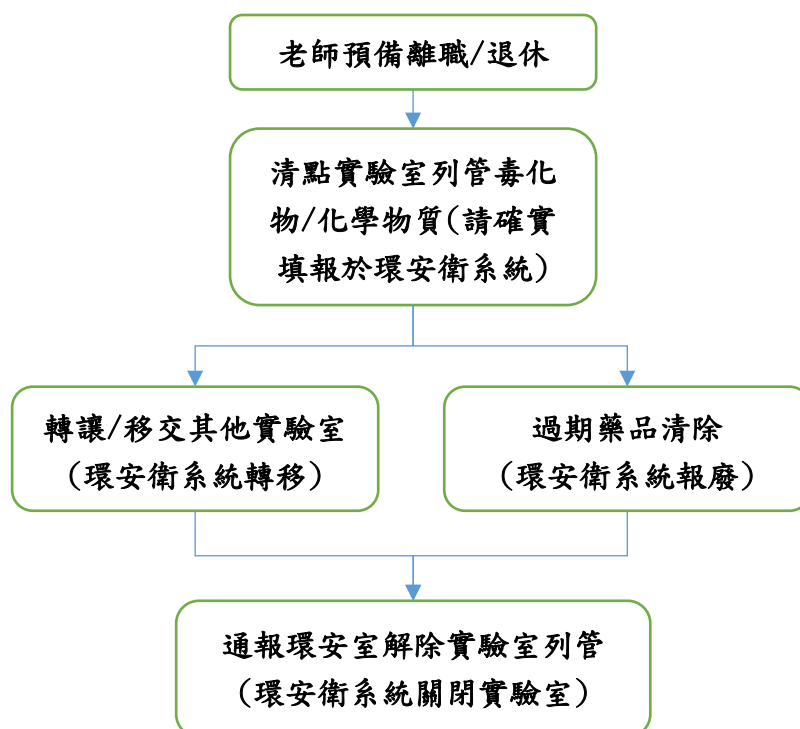 老師預備離職/退休
清點實驗室列管毒化
物/化學物質(請確實
填報於環安衛系統)
轉讓/移交其他實驗室
(環安衛系統轉移)
過期藥品清除
(環安衛系統報廢)
通報環安室解除實驗室列管
(環安衛系統關閉實驗室)